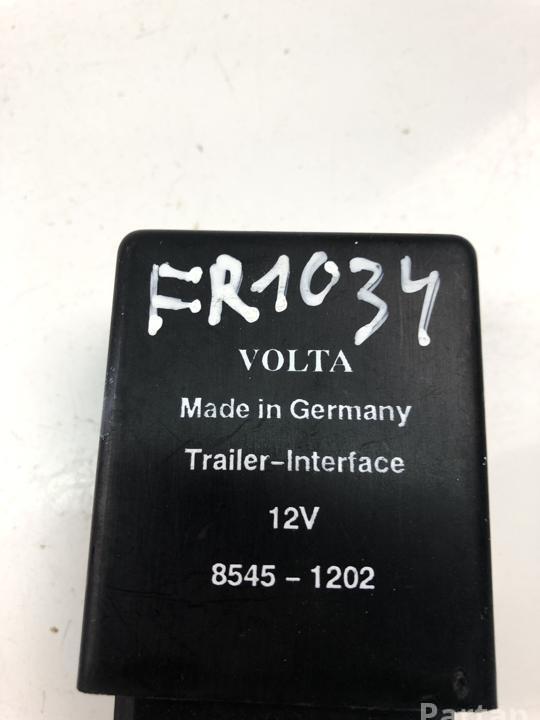 FR1034
VOLTA
Made in Germany
Trailer-Interface
12V
8545 - 1202